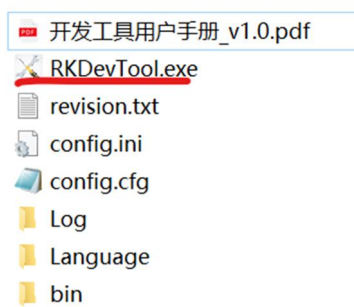 开发工具用户手册_v1.0.pdf
RKDevTool.exe
revision.txt
config.ini
config.cfg
Log
Language
bin